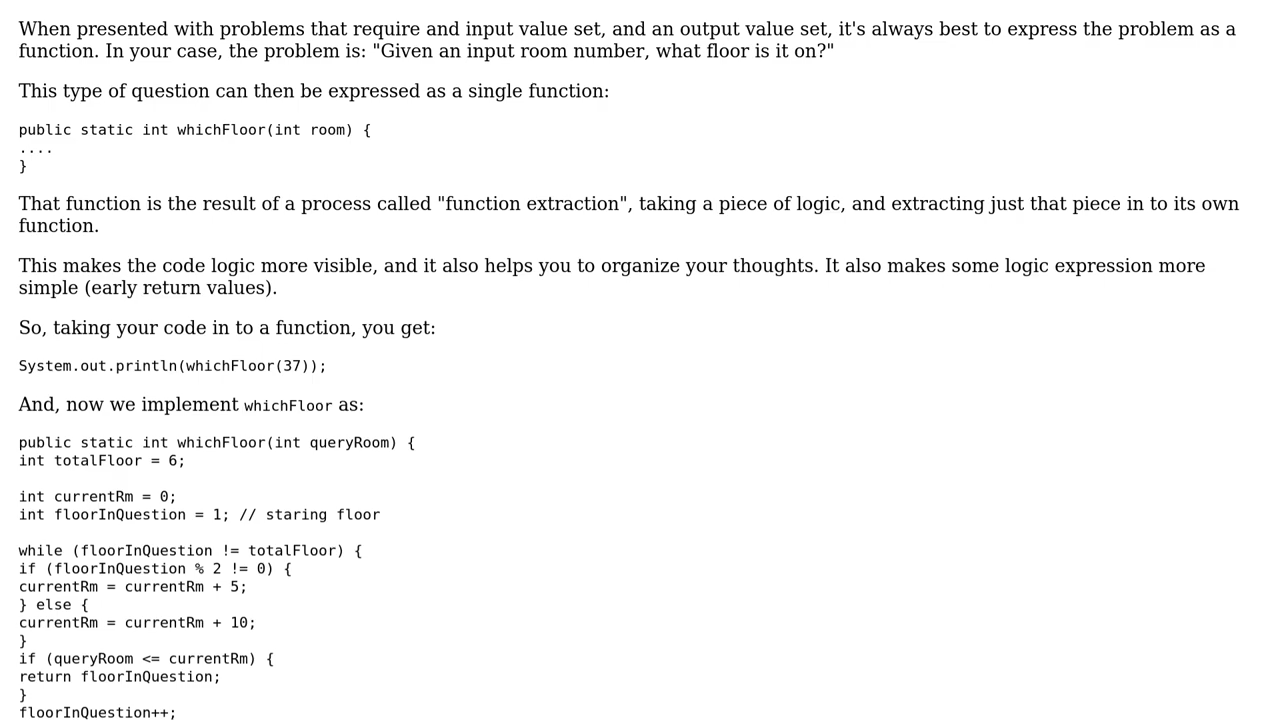 When presented with problems that require and input value set, and an output value set, it's always best to express the problem as a
function. In your case, the problem is: "Given an input room number, what floor is it on?"
This type of question can then be expressed as a single function:
public static int whichFloor(int room) {
....
}
That function is the result of a process called "function extraction", taking a piece of logic, and extracting just that piece in to its own
function.
This makes the code logic more visible, and it also helps you to organize your thoughts. It also makes some logic expression more
simple (early return values).
So, taking your code in to a function, you get:
System.out.println(whichFloor(37));
And, now we implement whichFloor as:
public static int whichFloor(int queryRoom) {
int totalFloor = 6;
int currentRm = 0;
int floorInQuestion = 1; // staring floor
while (floorInQuestion != totalFloor) {
if (floorInQuestion % 2 != 0) {
currentRm = currentRm + 5;
} else {
currentRm = currentRm + 10;
}
if (queryRoom <= currentRm) {
return floorInQuestion;
}
floorInQuestion++;